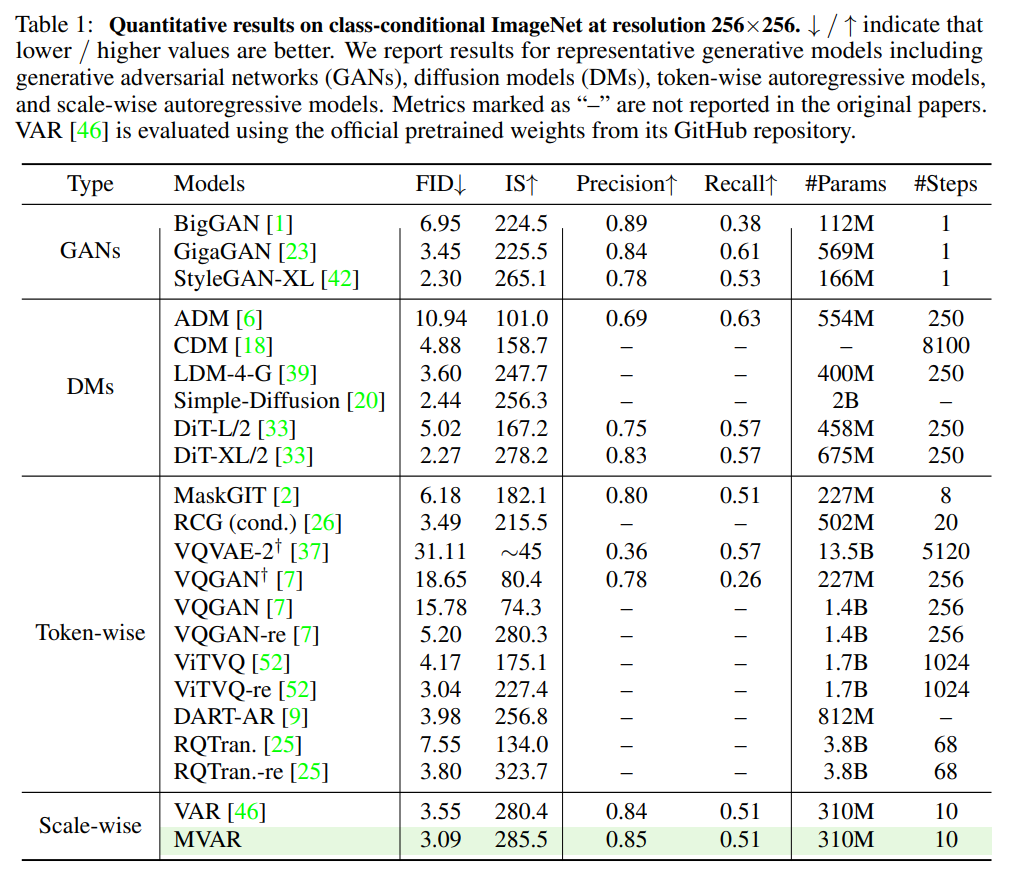 Table 1: Quantitative results on class-conditional ImageNet at resolution 256×256. ↓ / ↑ indicate that
lower / higher values are better. We report results for representative generative models including
generative adversarial networks (GANs), diffusion models (DMs), token-wise autoregressive models,
and scale-wise autoregressive models. Metrics marked as “–” are not reported in the original papers.
VAR [46] is evaluated using the official pretrained weights from its GitHub repository.
Type Models FID↓ IS↑ Precision↑ Recall↑ #Params #Steps
BigGAN [1] 6.95 224.5 0.89 0.38 112M 1
GANs GigaGAN [23] 3.45 225.5 0.84 0.61 569M 1
StyleGAN-XL [42] 2.30 265.1 0.78 0.53 166M 1
ADM [6] 10.94 101.0 0.69 0.63 554M 250
CDM [18] 4.88 158.7 – – – 8100
LDM-4-G [39] 3.60 247.7 – – 400M 250
DMs
Simple-Diffusion [20] 2.44 256.3 – – 2B –
DiT-L/2 [33] 5.02 167.2 0.75 0.57 458M 250
DiT-XL/2 [33] 2.27 278.2 0.83 0.57 675M 250
MaskGIT [2] 6.18 182.1 0.80 0.51 227M 8
RCG (cond.) [26] 3.49 215.5 – – 502M 20
VQVAE-2† [37] 31.11 ∼45 0.36 0.57 13.5B 5120
VQGAN† [7] 18.65 80.4 0.78 0.26 227M 256
VQGAN [7] 15.78 74.3 – – 1.4B 256
Token-wise VQGAN-re [7] 5.20 280.3 – – 1.4B 256
ViTVQ [52] 4.17 175.1 – – 1.7B 1024
ViTVQ-re [52] 3.04 227.4 – – 1.7B 1024
DART-AR [9] 3.98 256.8 – – 812M –
RQTran. [25] 7.55 134.0 – – 3.8B 68
RQTran.-re [25] 3.80 323.7 – – 3.8B 68
VAR [46] 3.55 280.4 0.84 0.51 310M 10
Scale-wise
MVAR 3.09 285.5 0.85 0.51 310M 10